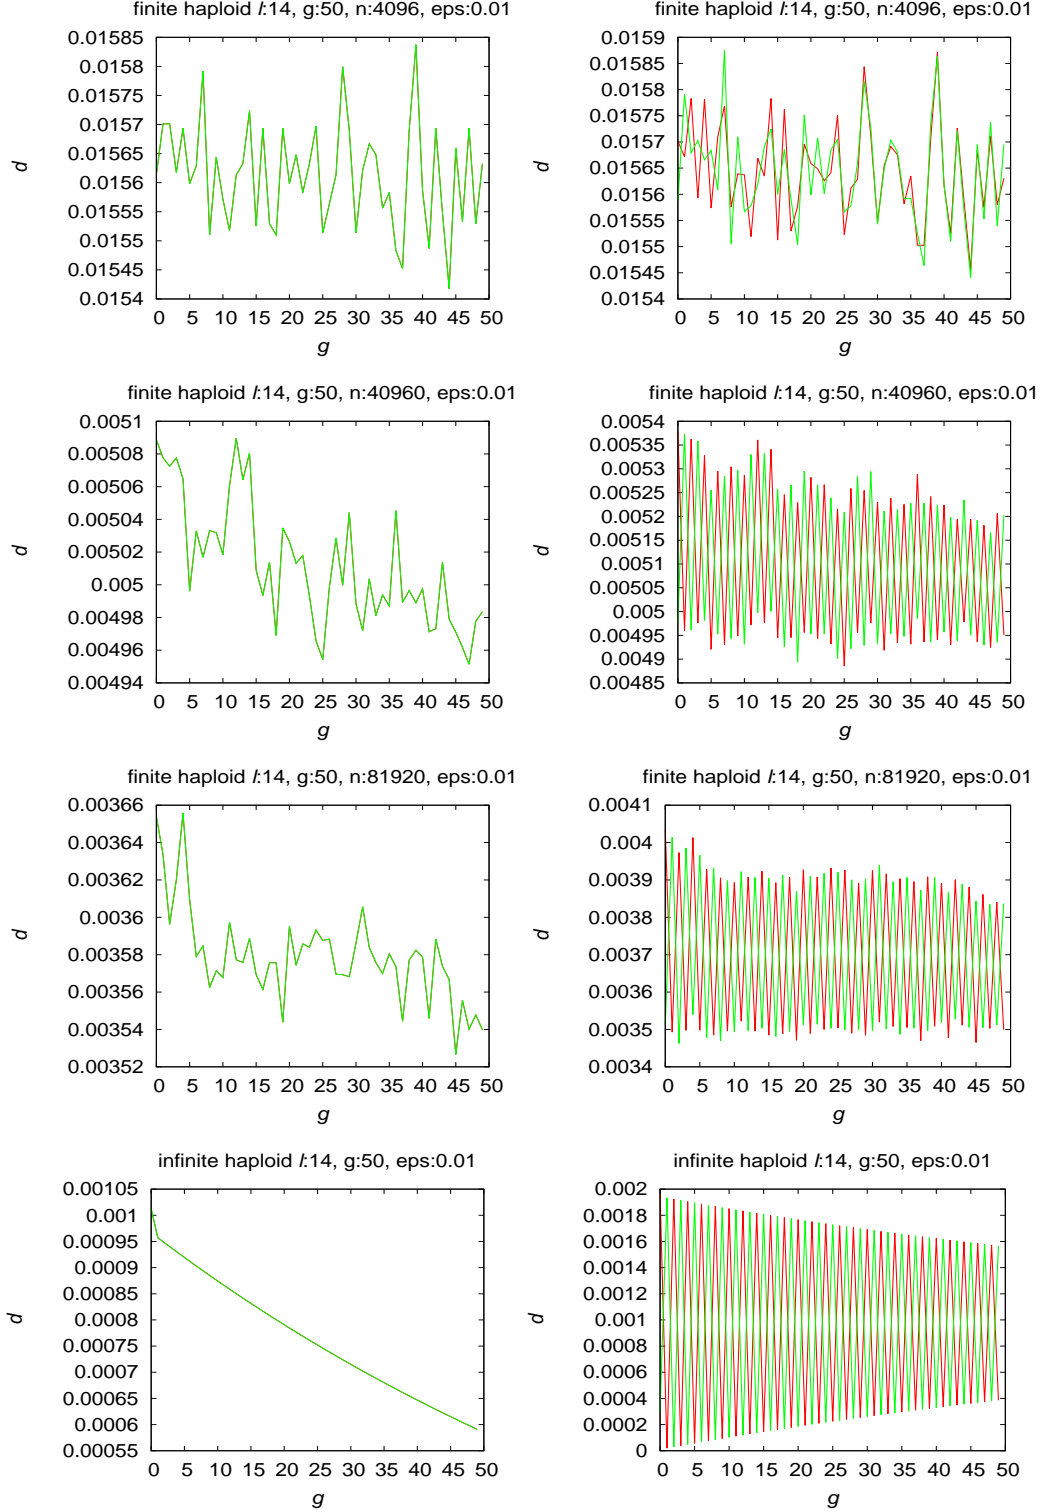 finite haploid l:14, g:50, n:4096, eps:0.01
0.01585
0.0158
0.01575
0.0157
0.01565
0.0156
0.01555
0.0155
0.01545
0.0154
d
0 5 10 15 20 25 30 35 40 45 50
g
finite haploid l:14, g:50, n:4096, eps:0.01
0.0159
0.01585
0.0158
0.01575
0.0157
0.01565
0.0156
0.01555
0.0155
0.01545
0.0154
d
0 5 10 15 20 25 30 35 40 45 50
g
finite haploid l:14, g:50, n:40960, eps:0.01
0.0051
0.00508
0.00506
0.00504
0.00502
0.005
0.00498
0.00496
0.00494
d
0 5 10 15 20 25 30 35 40 45 50
g
finite haploid l:14, g:50, n:40960, eps:0.01
0.0054
0.00535
0.0053
0.00525
0.0052
0.00515
0.0051
0.00505
0.005
0.00495
0.0049
0.00485
d
0 5 10 15 20 25 30 35 40 45 50
g
finite haploid l:14, g:50, n:81920, eps:0.01
0.00366
0.00364
0.00362
0.0036
0.00358
0.00356
0.00354
0.00352
d
0 5 10 15 20 25 30 35 40 45 50
g
finite haploid l:14, g:50, n:81920, eps:0.01
0.0041
0.004
0.0039
0.0038
0.0037
0.0036
0.0035
0.0034
d
0 5 10 15 20 25 30 35 40 45 50
g
infinite haploid l:14, g:50, eps:0.01
0.00105
0.001
0.00095
0.0009
0.00085
0.0008
0.00075
0.0007
0.00065
0.0006
0.00055
d
0 5 10 15 20 25 30 35 40 45 50
g
infinite haploid l:14, g:50, eps:0.01
0.002
0.0018
0.0016
0.0014
0.0012
0.001
0.0008
0.0006
0.0004
0.0002
0
d
0 5 10 15 20 25 30 35 40 45 50
g